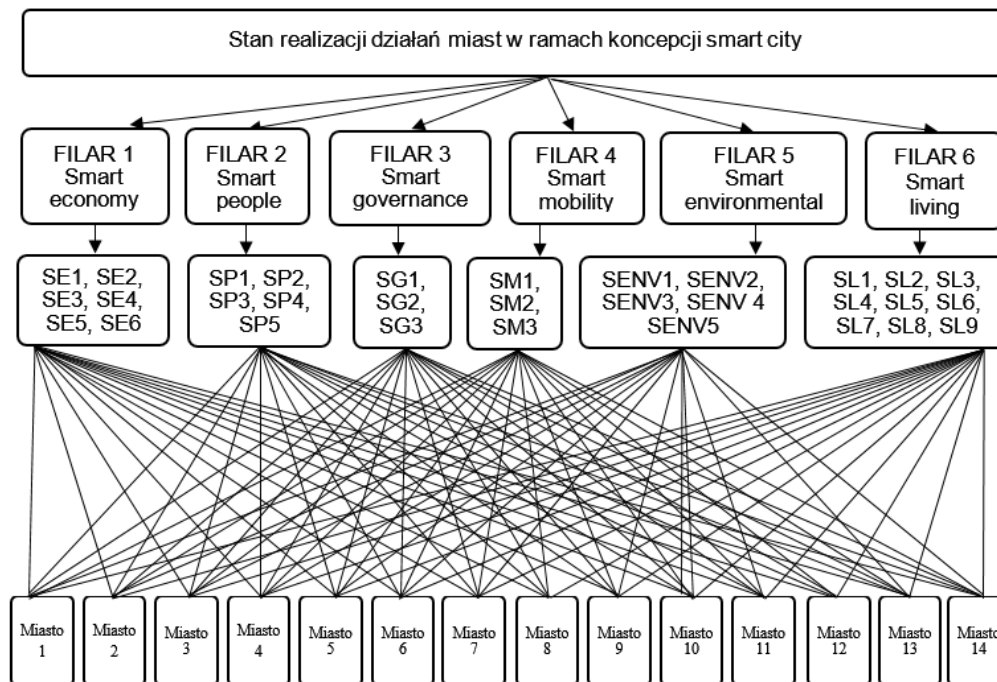 Stan realizacji działań miast w ramach koncepcji smart city
FILAR 1
Smart
economy
FILAR 2
Smart
people
FILAR 3
Smart
governance
FILAR 4
Smart
mobility
FILAR 5
Smart
environmental
FILAR 6
Smart
living
SE1, SE2,
SE3, SE4,
SE5, SE6
SP1, SP2,
SP3, SP4,
SP5
SG1,
SG2,
SG3
SM1,
SM2,
SM3
SENV1, SENV2,
SENV3, SENV 4
SENV5
SL1, SL2, SL3,
SL4, SL5, SL6,
SL7, SL8, SL9
Miasto
1
Miasto
2
Miasto
3
Miasto
4
Miasto
5
Miasto
6
Miasto
7
Miasto
8
Miasto
9
Miasto
10
Miasto
11
Miasto
12
Miasto
13
Miasto
14